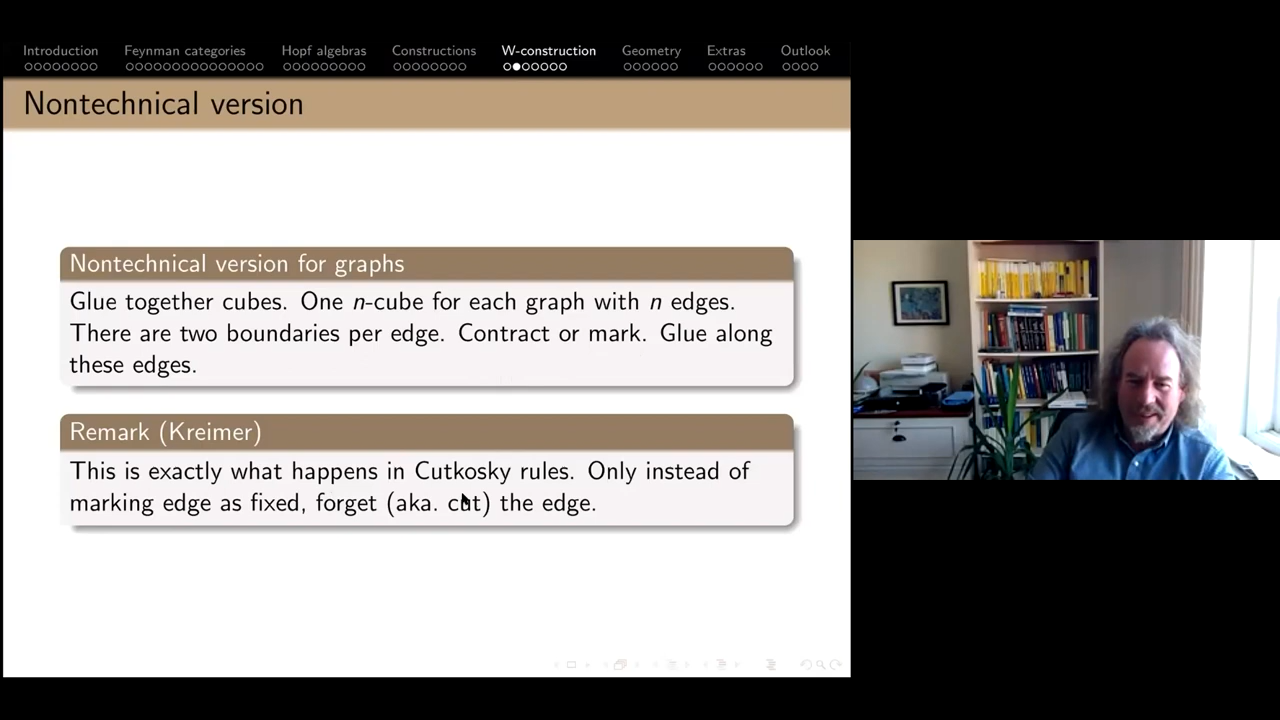 Introduction Feynman categories Hopf algebras Constructions W-construction Geometry Extras Outlook
Nontechnical version
Nontechnical version for graphs
Glue together cubes. One n-cube for each graph with n edges.
There are two boundaries per edge. Contract or mark. Glue along
these edges.
Remark (Kreimer)
This is exactly what happens in Cutkosky rules. Only instead of
marking edge as fixed, forget (aka. cut) the edge.